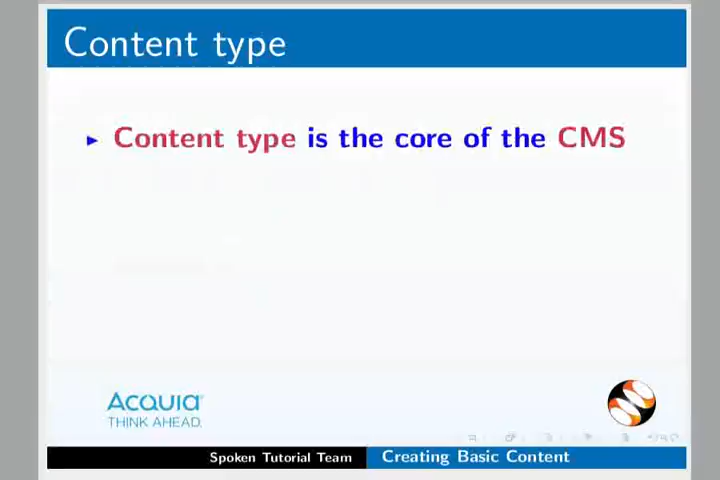 Content type
Content type is the core of the CMS
Acquia
THINK AHEAD.
Spoken Tutorial Team
Creating Basic Content